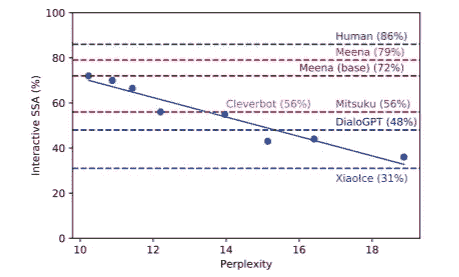 100
80
60
40
20
0
Interactive SSA (%)
Human (86%)
Meena (79%)
Meena (base) (72%)
Cleverbot (56%) Mitsuku (56%)
DialoGPT (48%)
XiaoIce (31%)
10 12 14 16 18
Perplexity